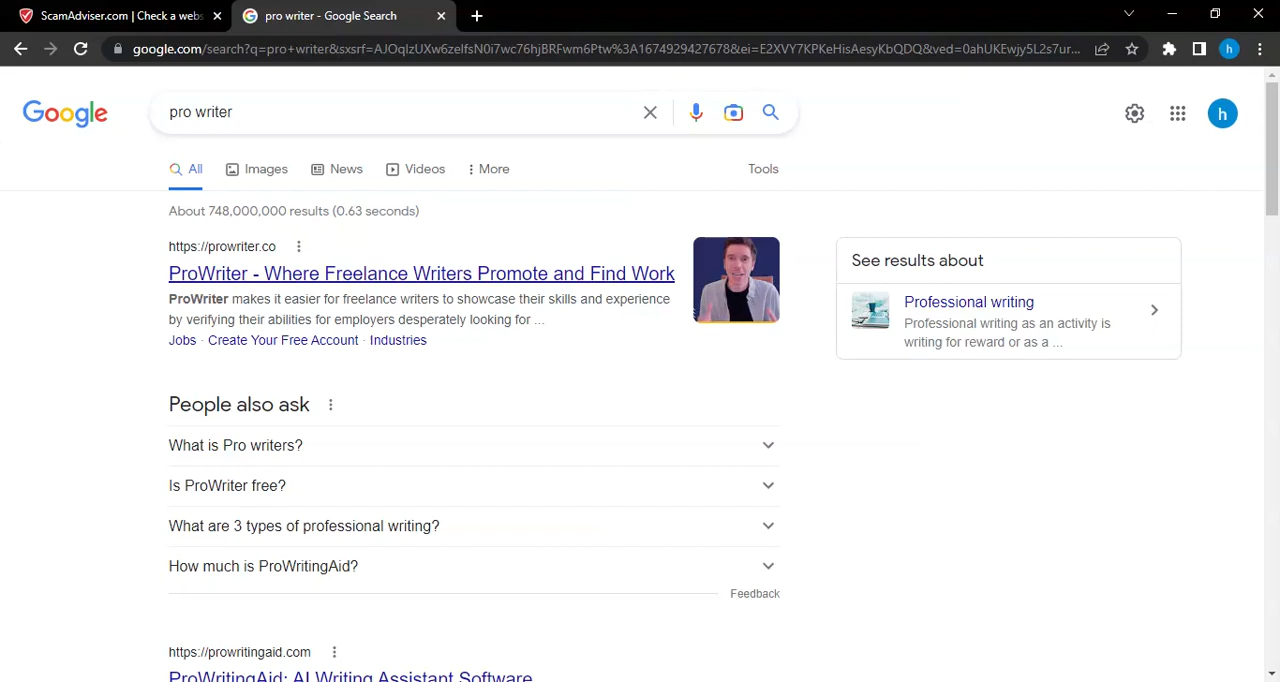 ScamAdviser.com | Check a webs
pro writer - Google Search
google.com/search?q=pro+writer&sxsrf=AJOqlzUXw6zelfsN0i7wc76hjBRFwm6Ptw%3A1674929427678&ei=E2XVY7KPKeHisAesyKbQDQ&ved=0ahUKEwjy5L2s7ur...
h
Google
pro writer
h
All
Images
News
Videos
More
Tools
About 748,000,000 results (0.63 seconds)
https://prowriter.co
ProWriter - Where Freelance Writers Promote and Find Work
ProWriter makes it easier for freelance writers to showcase their skills and experience
by verifying their abilities for employers desperately looking for ...
Jobs · Create Your Free Account · Industries
See results about
Professional writing
Professional writing as an activity is
writing for reward or as a ...
People also ask
What is Pro writers?
Is ProWriter free?
What are 3 types of professional writing?
How much is ProWritingAid?
Feedback
https://prowritingaid.com
ProWritingAid: AI Writing Assistant Software